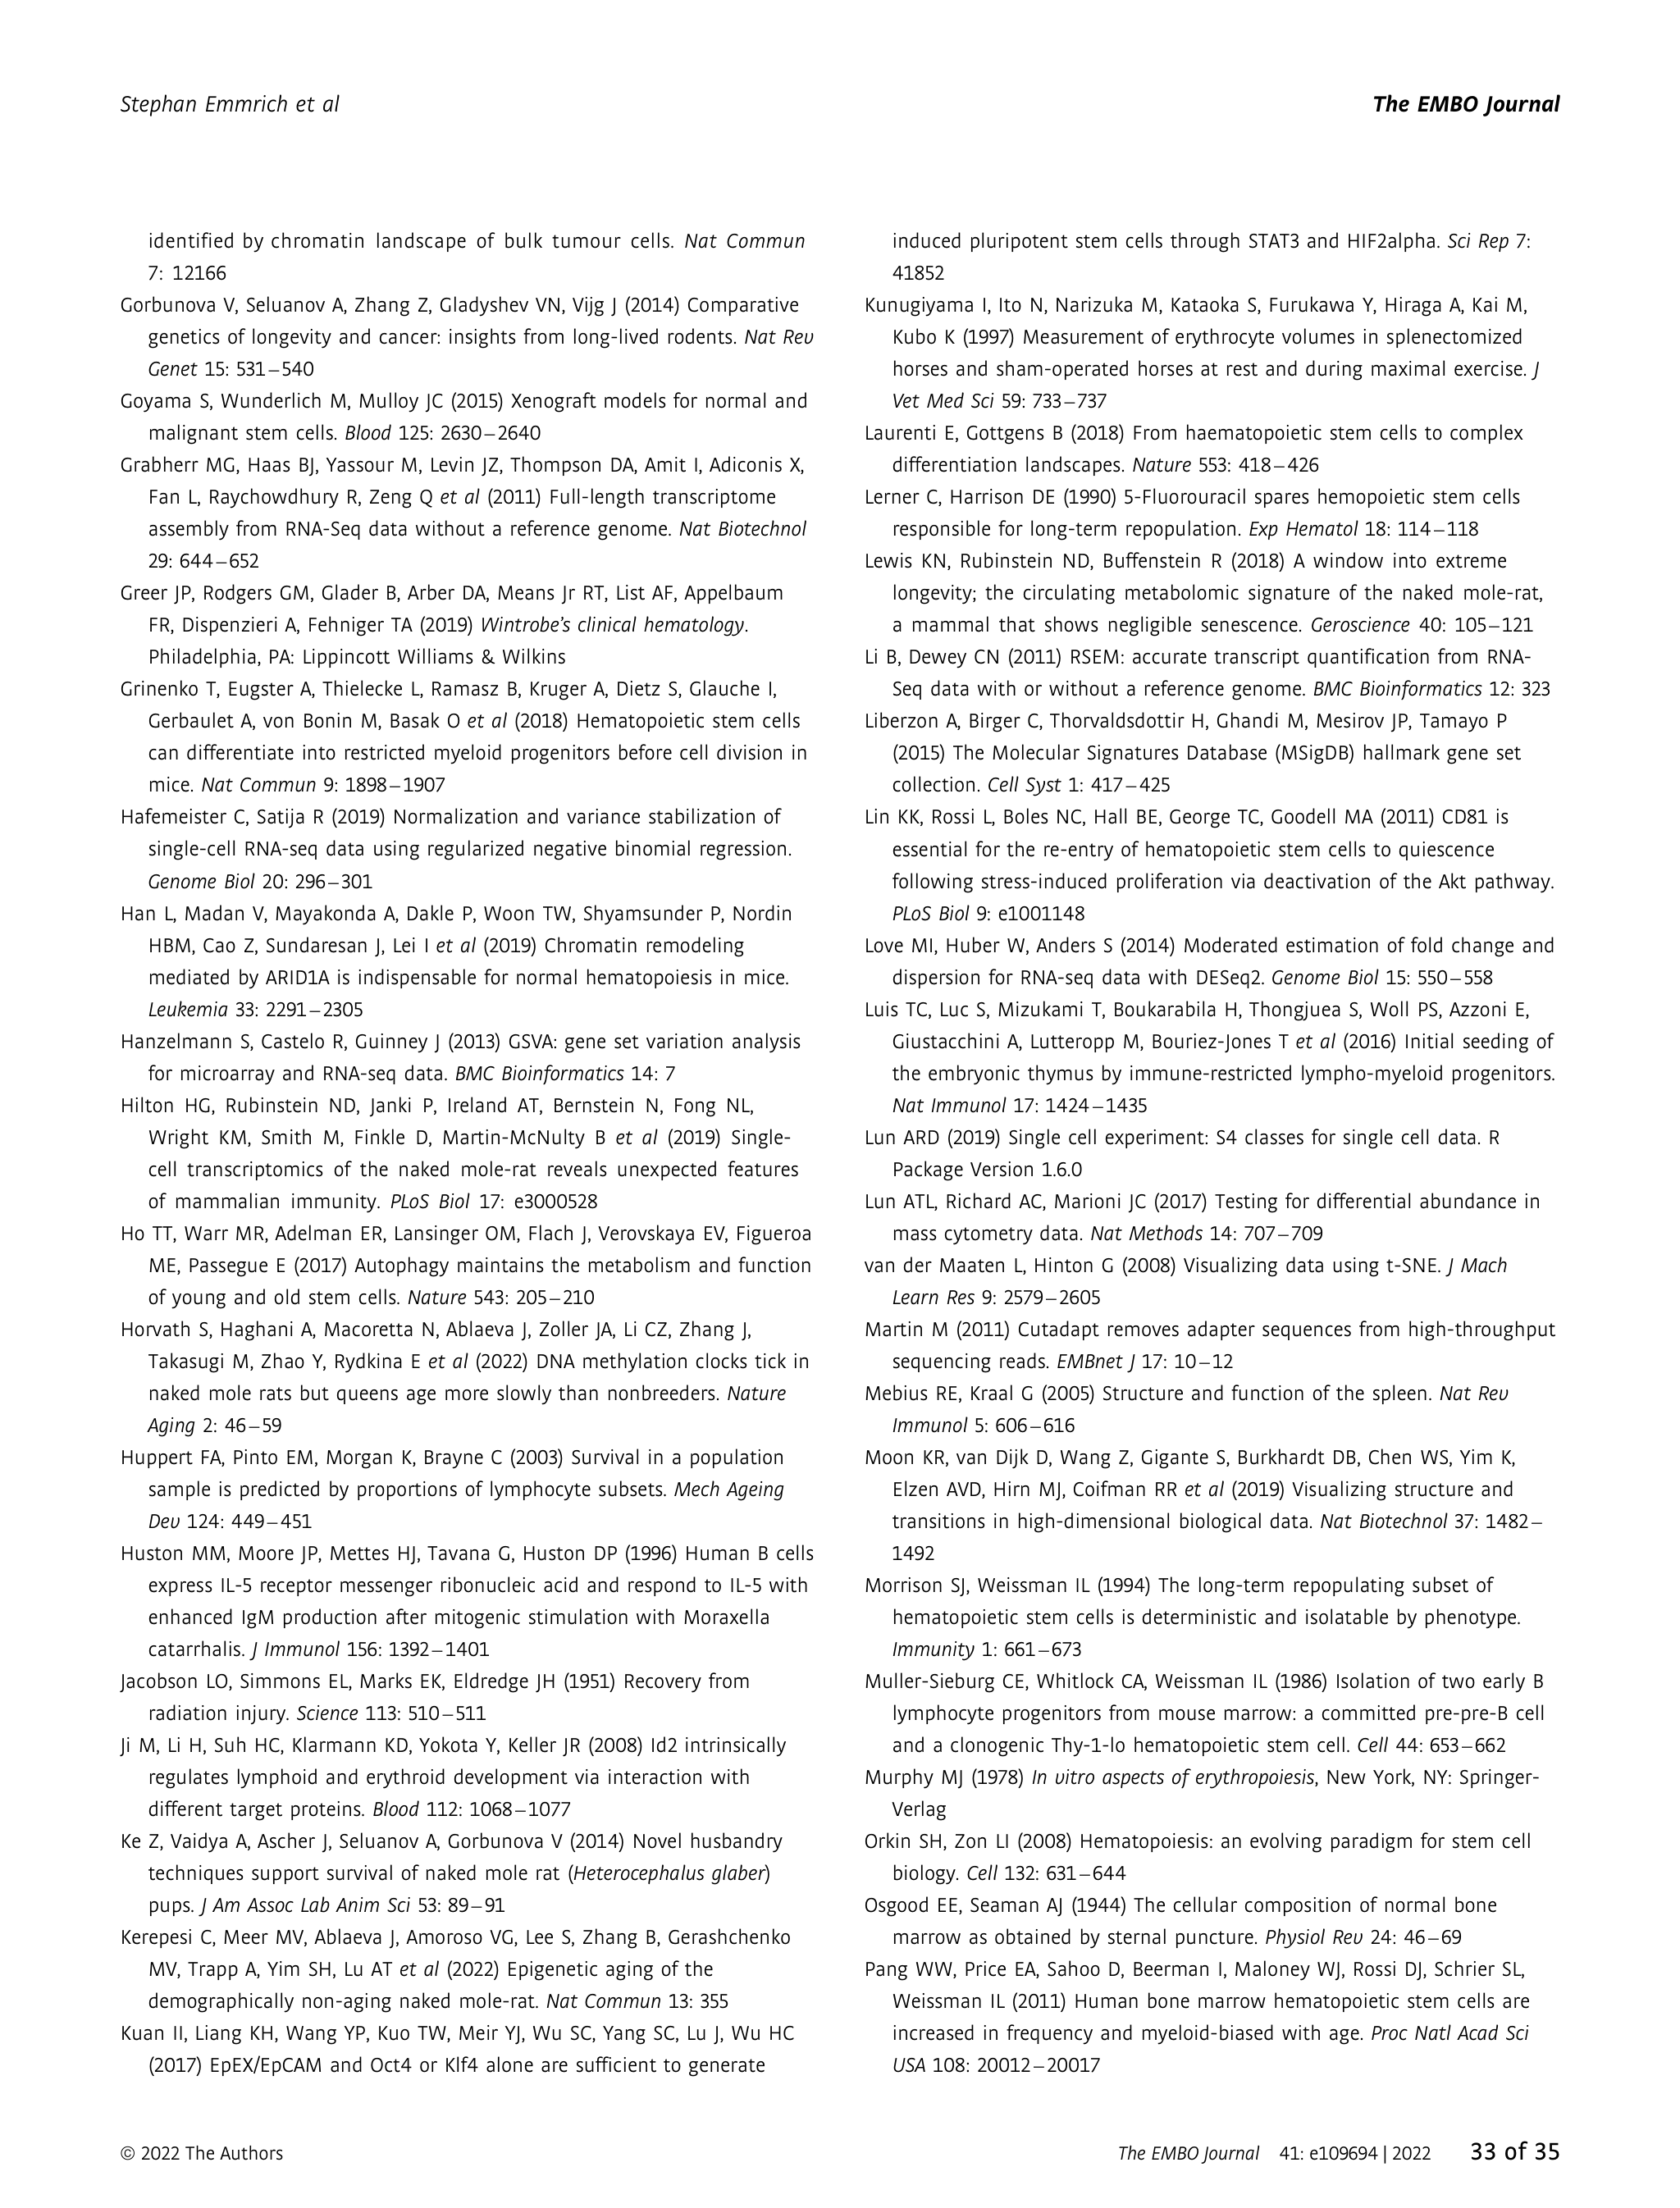 Stephan Emmrich et al
The EMBO Journal
identified by chromatin landscape of bulk tumour cells. Nat Commun
7: 12166
Gorbunova V, Seluanov A, Zhang Z, Gladyshev VN, Vijg J (2014) Comparative
genetics of longevity and cancer: insights from long-lived rodents. Nat Rev
Genet 15: 531–540
Goyama S, Wunderlich M, Mulloy JC (2015) Xenograft models for normal and
malignant stem cells. Blood 125: 2630–2640
Grabherr MG, Haas BJ, Yassour M, Levin JZ, Thompson DA, Amit I, Adiconis X,
Fan L, Raychowdhury R, Zeng Q et al (2011) Full-length transcriptome
assembly from RNA-Seq data without a reference genome. Nat Biotechnol
29: 644–652
Greer JP, Rodgers GM, Glader B, Arber DA, Means Jr RT, List AF, Appelbaum
FR, Dispenzieri A, Fehniger TA (2019) Wintrobe's clinical hematology.
Philadelphia, PA: Lippincott Williams & Wilkins
Grinenko T, Eugster A, Thielecke L, Ramasz B, Kruger A, Dietz S, Glauche I,
Gerbaulet A, von Bonin M, Basak O et al (2018) Hematopoietic stem cells
can differentiate into restricted myeloid progenitors before cell division in
mice. Nat Commun 9: 1898–1907
Hafemeister C, Satija R (2019) Normalization and variance stabilization of
single-cell RNA-seq data using regularized negative binomial regression.
Genome Biol 20: 296–301
Han L, Madan V, Mayakonda A, Dakle P, Woon TW, Shyamsunder P, Nordin
HBM, Cao Z, Sundaresan J, Lei I et al (2019) Chromatin remodeling
mediated by ARID1A is indispensable for normal hematopoiesis in mice.
Leukemia 33: 2291–2305
Hanzelmann S, Castelo R, Guinney J (2013) GSVA: gene set variation analysis
for microarray and RNA-seq data. BMC Bioinformatics 14: 7
Hilton HG, Rubinstein ND, Janki P, Ireland AT, Bernstein N, Fong NL,
Wright KM, Smith M, Finkle D, Martin-McNulty B et al (2019) Single-
cell transcriptomics of the naked mole-rat reveals unexpected features
of mammalian immunity. PLoS Biol 17: e3000528
Ho TT, Warr MR, Adelman ER, Lansinger OM, Flach J, Verovskaya EV, Figueroa
ME, Passegue E (2017) Autophagy maintains the metabolism and function
of young and old stem cells. Nature 543: 205–210
Horvath S, Haghani A, Macoretta N, Ablaeva J, Zoller JA, Li CZ, Zhang J,
Takasugi M, Zhao Y, Rydkina E et al (2022) DNA methylation clocks tick in
naked mole rats but queens age more slowly than nonbreeders. Nature
Aging 2: 46–59
Huppert FA, Pinto EM, Morgan K, Brayne C (2003) Survival in a population
sample is predicted by proportions of lymphocyte subsets. Mech Ageing
Dev 124: 449–451
Huston MM, Moore JP, Mettes HJ, Tavana G, Huston DP (1996) Human B cells
express IL-5 receptor messenger ribonucleic acid and respond to IL-5 with
enhanced IgM production after mitogenic stimulation with Moraxella
catarrhalis. J Immunol 156: 1392–1401
Jacobson LO, Simmons EL, Marks EK, Eldredge JH (1951) Recovery from
radiation injury. Science 113: 510–511
Ji M, Li H, Suh HC, Klarmann KD, Yokota Y, Keller JR (2008) Id2 intrinsically
regulates lymphoid and erythroid development via interaction with
different target proteins. Blood 112: 1068–1077
Ke Z, Vaidya A, Ascher J, Seluanov A, Gorbunova V (2014) Novel husbandry
techniques support survival of naked mole rat (Heterocephalus glaber)
pups. J Am Assoc Lab Anim Sci 53: 89–91
Kerepesi C, Meer MV, Ablaeva J, Amoroso VG, Lee S, Zhang B, Gerashchenko
MV, Trapp A, Yim SH, Lu AT et al (2022) Epigenetic aging of the
demographically non-aging naked mole-rat. Nat Commun 13: 355
Kuan II, Liang KH, Wang YP, Kuo TW, Meir YJ, Wu SC, Yang SC, Lu J, Wu HC
(2017) EpEX/EpCAM and Oct4 or Klf4 alone are sufficient to generate
induced pluripotent stem cells through STAT3 and HIF2alpha. Sci Rep 7:
41852
Kunugiyama I, Ito N, Narizuka M, Kataoka S, Furukawa Y, Hiraga A, Kai M,
Kubo K (1997) Measurement of erythrocyte volumes in splenectomized
horses and sham-operated horses at rest and during maximal exercise. J
Vet Med Sci 59: 733–737
Laurenti E, Gottgens B (2018) From haematopoietic stem cells to complex
differentiation landscapes. Nature 553: 418–426
Lerner C, Harrison DE (1990) 5-Fluorouracil spares hemopoietic stem cells
responsible for long-term repopulation. Exp Hematol 18: 114–118
Lewis KN, Rubinstein ND, Buffenstein R (2018) A window into extreme
longevity; the circulating metabolomic signature of the naked mole-rat,
a mammal that shows negligible senescence. Geroscience 40: 105–121
Li B, Dewey CN (2011) RSEM: accurate transcript quantification from RNA-
Seq data with or without a reference genome. BMC Bioinformatics 12: 323
Liberzon A, Birger C, Thorvaldsdottir H, Ghandi M, Mesirov JP, Tamayo P
(2015) The Molecular Signatures Database (MSigDB) hallmark gene set
collection. Cell Syst 1: 417–425
Lin KK, Rossi L, Boles NC, Hall BE, George TC, Goodell MA (2011) CD81 is
essential for the re-entry of hematopoietic stem cells to quiescence
following stress-induced proliferation via deactivation of the Akt pathway.
PLoS Biol 9: e1001148
Love MI, Huber W, Anders S (2014) Moderated estimation of fold change and
dispersion for RNA-seq data with DESeq2. Genome Biol 15: 550–558
Luis TC, Luc S, Mizukami T, Boukarabila H, Thongjuea S, Woll PS, Azzoni E,
Giustacchini A, Lutteropp M, Bouriez-Jones T et al (2016) Initial seeding of
the embryonic thymus by immune-restricted lympho-myeloid progenitors.
Nat Immunol 17: 1424–1435
Lun ARD (2019) Single cell experiment: S4 classes for single cell data. R
Package Version 1.6.0
Lun ATL, Richard AC, Marioni JC (2017) Testing for differential abundance in
mass cytometry data. Nat Methods 14: 707–709
van der Maaten L, Hinton G (2008) Visualizing data using t-SNE. J Mach
Learn Res 9: 2579–2605
Martin M (2011) Cutadapt removes adapter sequences from high-throughput
sequencing reads. EMBnet J 17: 10–12
Mebius RE, Kraal G (2005) Structure and function of the spleen. Nat Rev
Immunol 5: 606–616
Moon KR, van Dijk D, Wang Z, Gigante S, Burkhardt DB, Chen WS, Yim K,
Elzen AVD, Hirn MJ, Coifman RR et al (2019) Visualizing structure and
transitions in high-dimensional biological data. Nat Biotechnol 37: 1482–
1492
Morrison SJ, Weissman IL (1994) The long-term repopulating subset of
hematopoietic stem cells is deterministic and isolatable by phenotype.
Immunity 1: 661–673
Muller-Sieburg CE, Whitlock CA, Weissman IL (1986) Isolation of two early B
lymphocyte progenitors from mouse marrow: a committed pre-pre-B cell
and a clonogenic Thy-1-lo hematopoietic stem cell. Cell 44: 653–662
Murphy MJ (1978) In vitro aspects of erythropoiesis, New York, NY: Springer-
Verlag
Orkin SH, Zon LI (2008) Hematopoiesis: an evolving paradigm for stem cell
biology. Cell 132: 631–644
Osgood EE, Seaman AJ (1944) The cellular composition of normal bone
marrow as obtained by sternal puncture. Physiol Rev 24: 46–69
Pang WW, Price EA, Sahoo D, Beerman I, Maloney WJ, Rossi DJ, Schrier SL,
Weissman IL (2011) Human bone marrow hematopoietic stem cells are
increased in frequency and myeloid-biased with age. Proc Natl Acad Sci
USA 108: 20012–20017
© 2022 The Authors
The EMBO Journal 41: e109694 | 2022 33 of 35